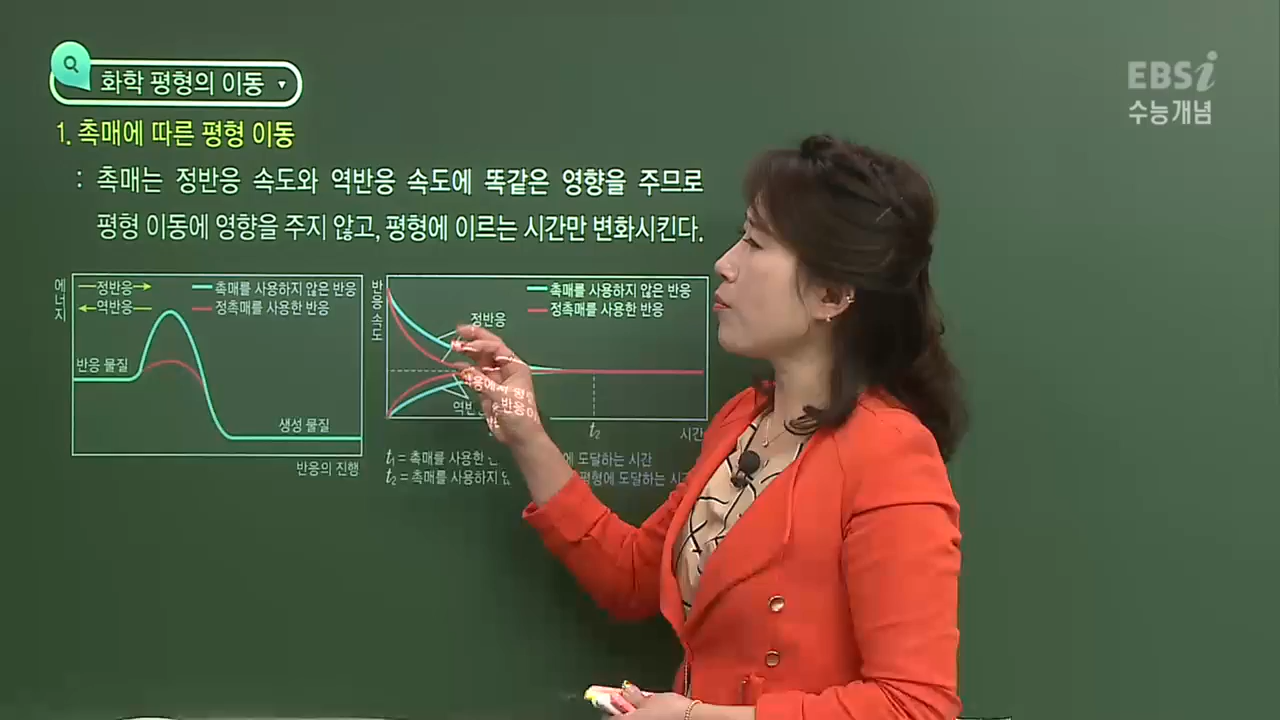 화학 평형의 이동
EBSi
수능개념
1. 촉매에 따른 평형 이동
: 촉매는 정반응 속도와 역반응 속도에 똑같은 영향을 주므로
평형 이동에 영향을 주지 않고, 평형에 이르는 시간만 변화시킨다.
에너지
정반응
역반응
촉매를 사용하지 않은 반응
정촉매를 사용한 반응
반응 물질
생성 물질
반응의 진행
반응 속도
촉매를 사용하지 않은 반응
정촉매를 사용한 반응
정반응
t₂
시간
t₁ = 촉매를 사용한 에 도달하는 시간
t₂ = 촉매를 사용하지 평형에 도달하는